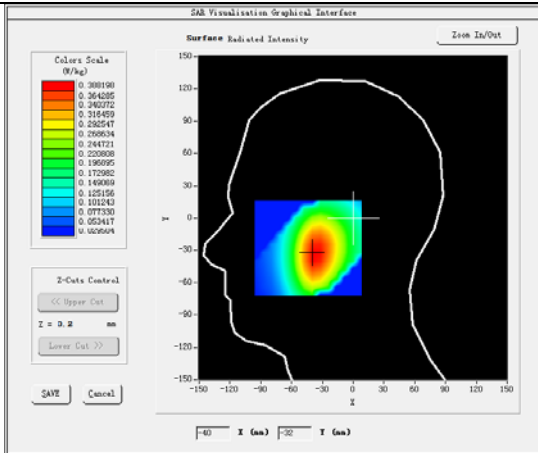 SAR Visualisation Graphical Interface
Surface Radiated Intensity
Zoom In/Out
Colors Scale
(W/kg)
0.388190
0.364285
0.340372
0.316459
0.292547
0.268634
0.244721
0.220808
0.196895
0.172982
0.149069
0.125156
0.101243
0.077330
0.053417
Z-Cuts Control
<< Upper Cut
Z = 0.2 mm
Lower Cut >>
SAVE Cancel
150
120
90
60
30
0
-30
-60
-90
-120
-150
Y
-150 -120 -90 -60 -30 0 30 60 90 120 150
X
-40 X (mm) -32 Y (mm)